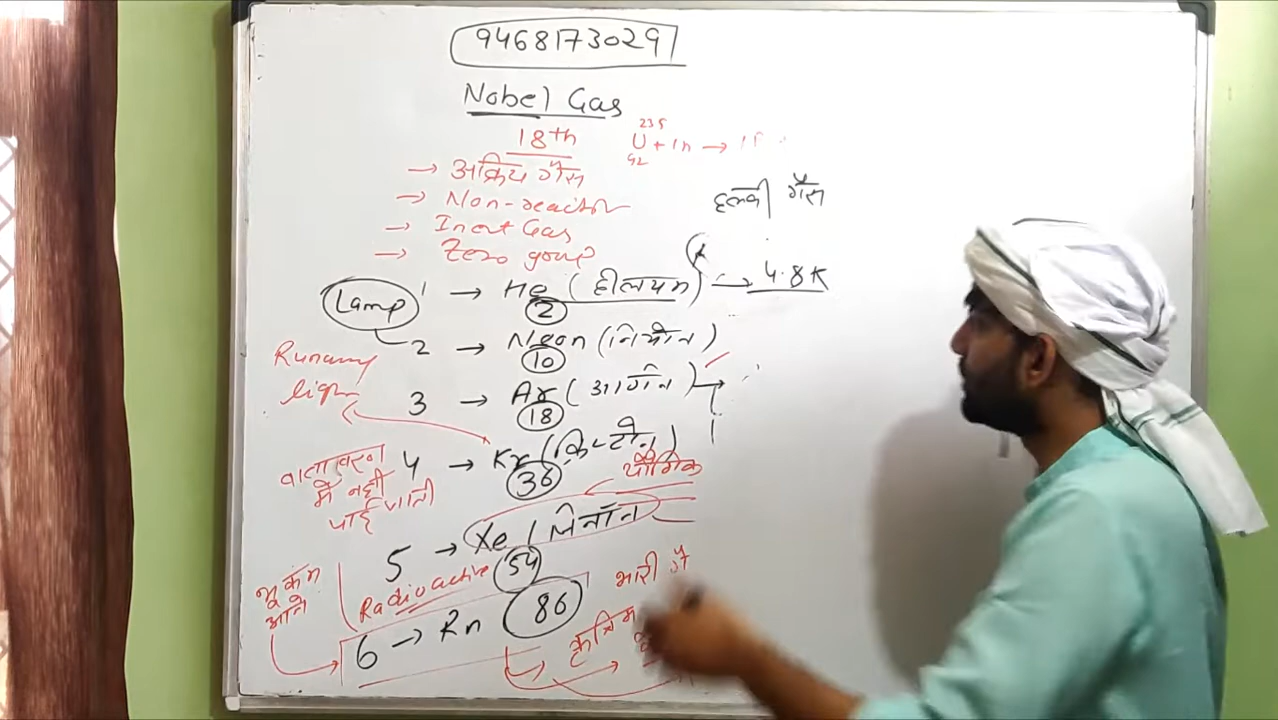 9468173029
Nobel Gas
18th
→ अक्रिय गैस
235
U + 1n →
92
→ Non-reactor
→ Inert Gas
→ Zero group
हल्की गैस
Lamp
1 → He (हीलियम) → 4.8K
2
2 → Neon (नियॉन)
10
Runway
light
3 → Ar (आर्गन) →
18
4 → Kr (क्रिप्टॉन)
36
वातावरण
में नहीं
पाई जाती
यौगिक
5 → Xe (जिनॉन)
54
Radioactive
6 → Rn 86
भूकंप
आने
भारी गै
कृत्रिम